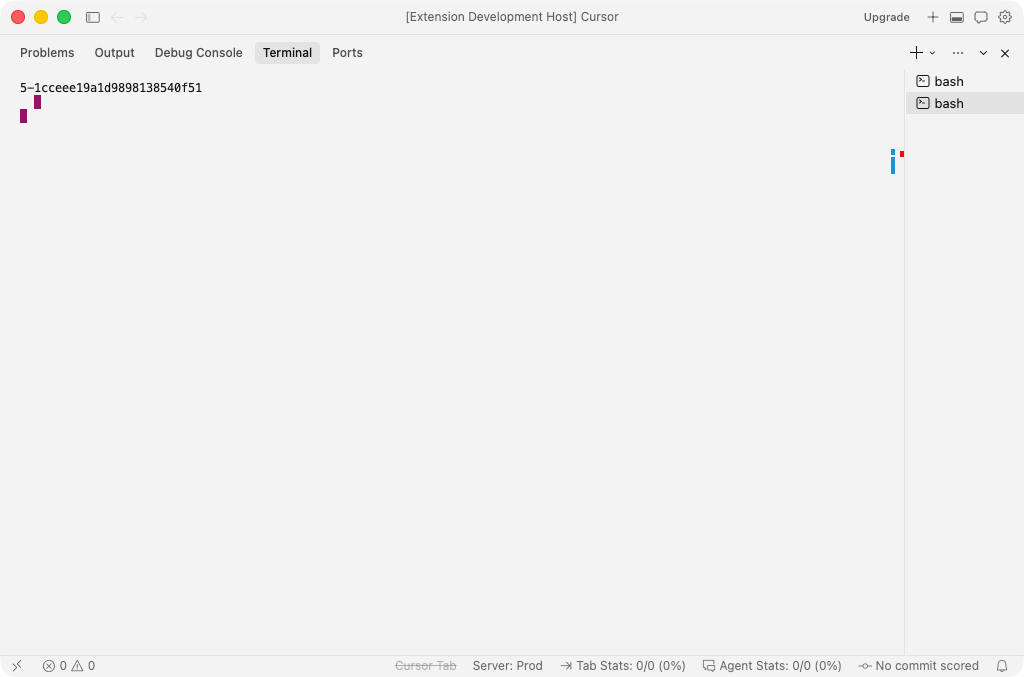 [Extension Development Host] Cursor
Upgrade
Problems Output Debug Console Terminal Ports
5-1cceee19a1d9898138540f51
bash
bash
0 0 Cursor Tab Server: Prod Tab Stats: 0/0 (0%) Agent Stats: 0/0 (0%) No commit scored